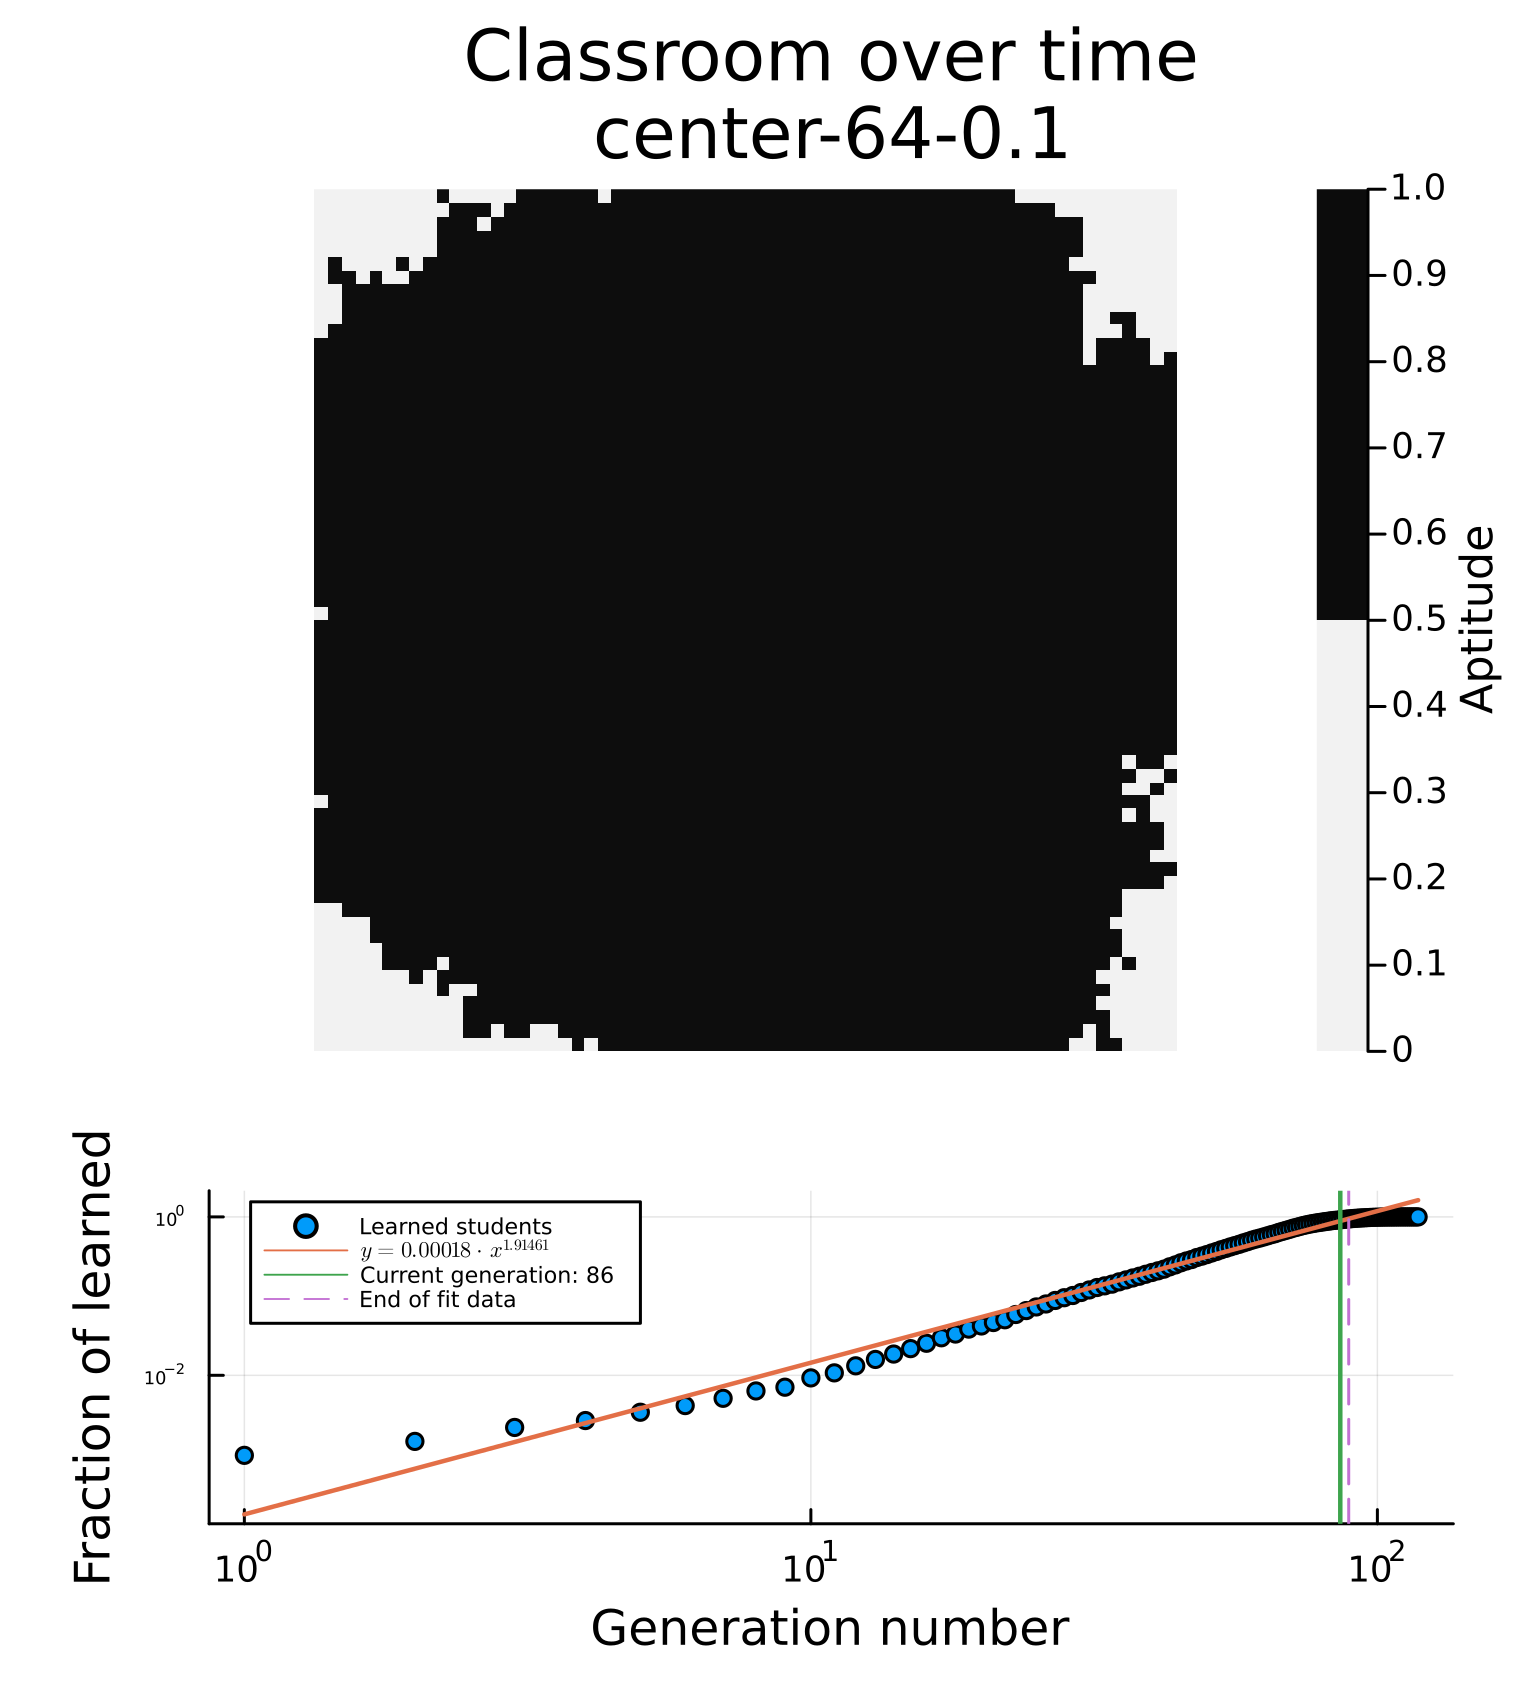 Classroom over time
center-64-0.1
1.0
0.9
0.8
0.7
0.6
0.5
0.4
0.3
0.2
0.1
0
Aptitude
Fraction of learned
10⁰
10⁻²
Learned students
y = 0.00018 · x^1.91461
Current generation: 86
End of fit data
10⁰
10¹
10²
Generation number